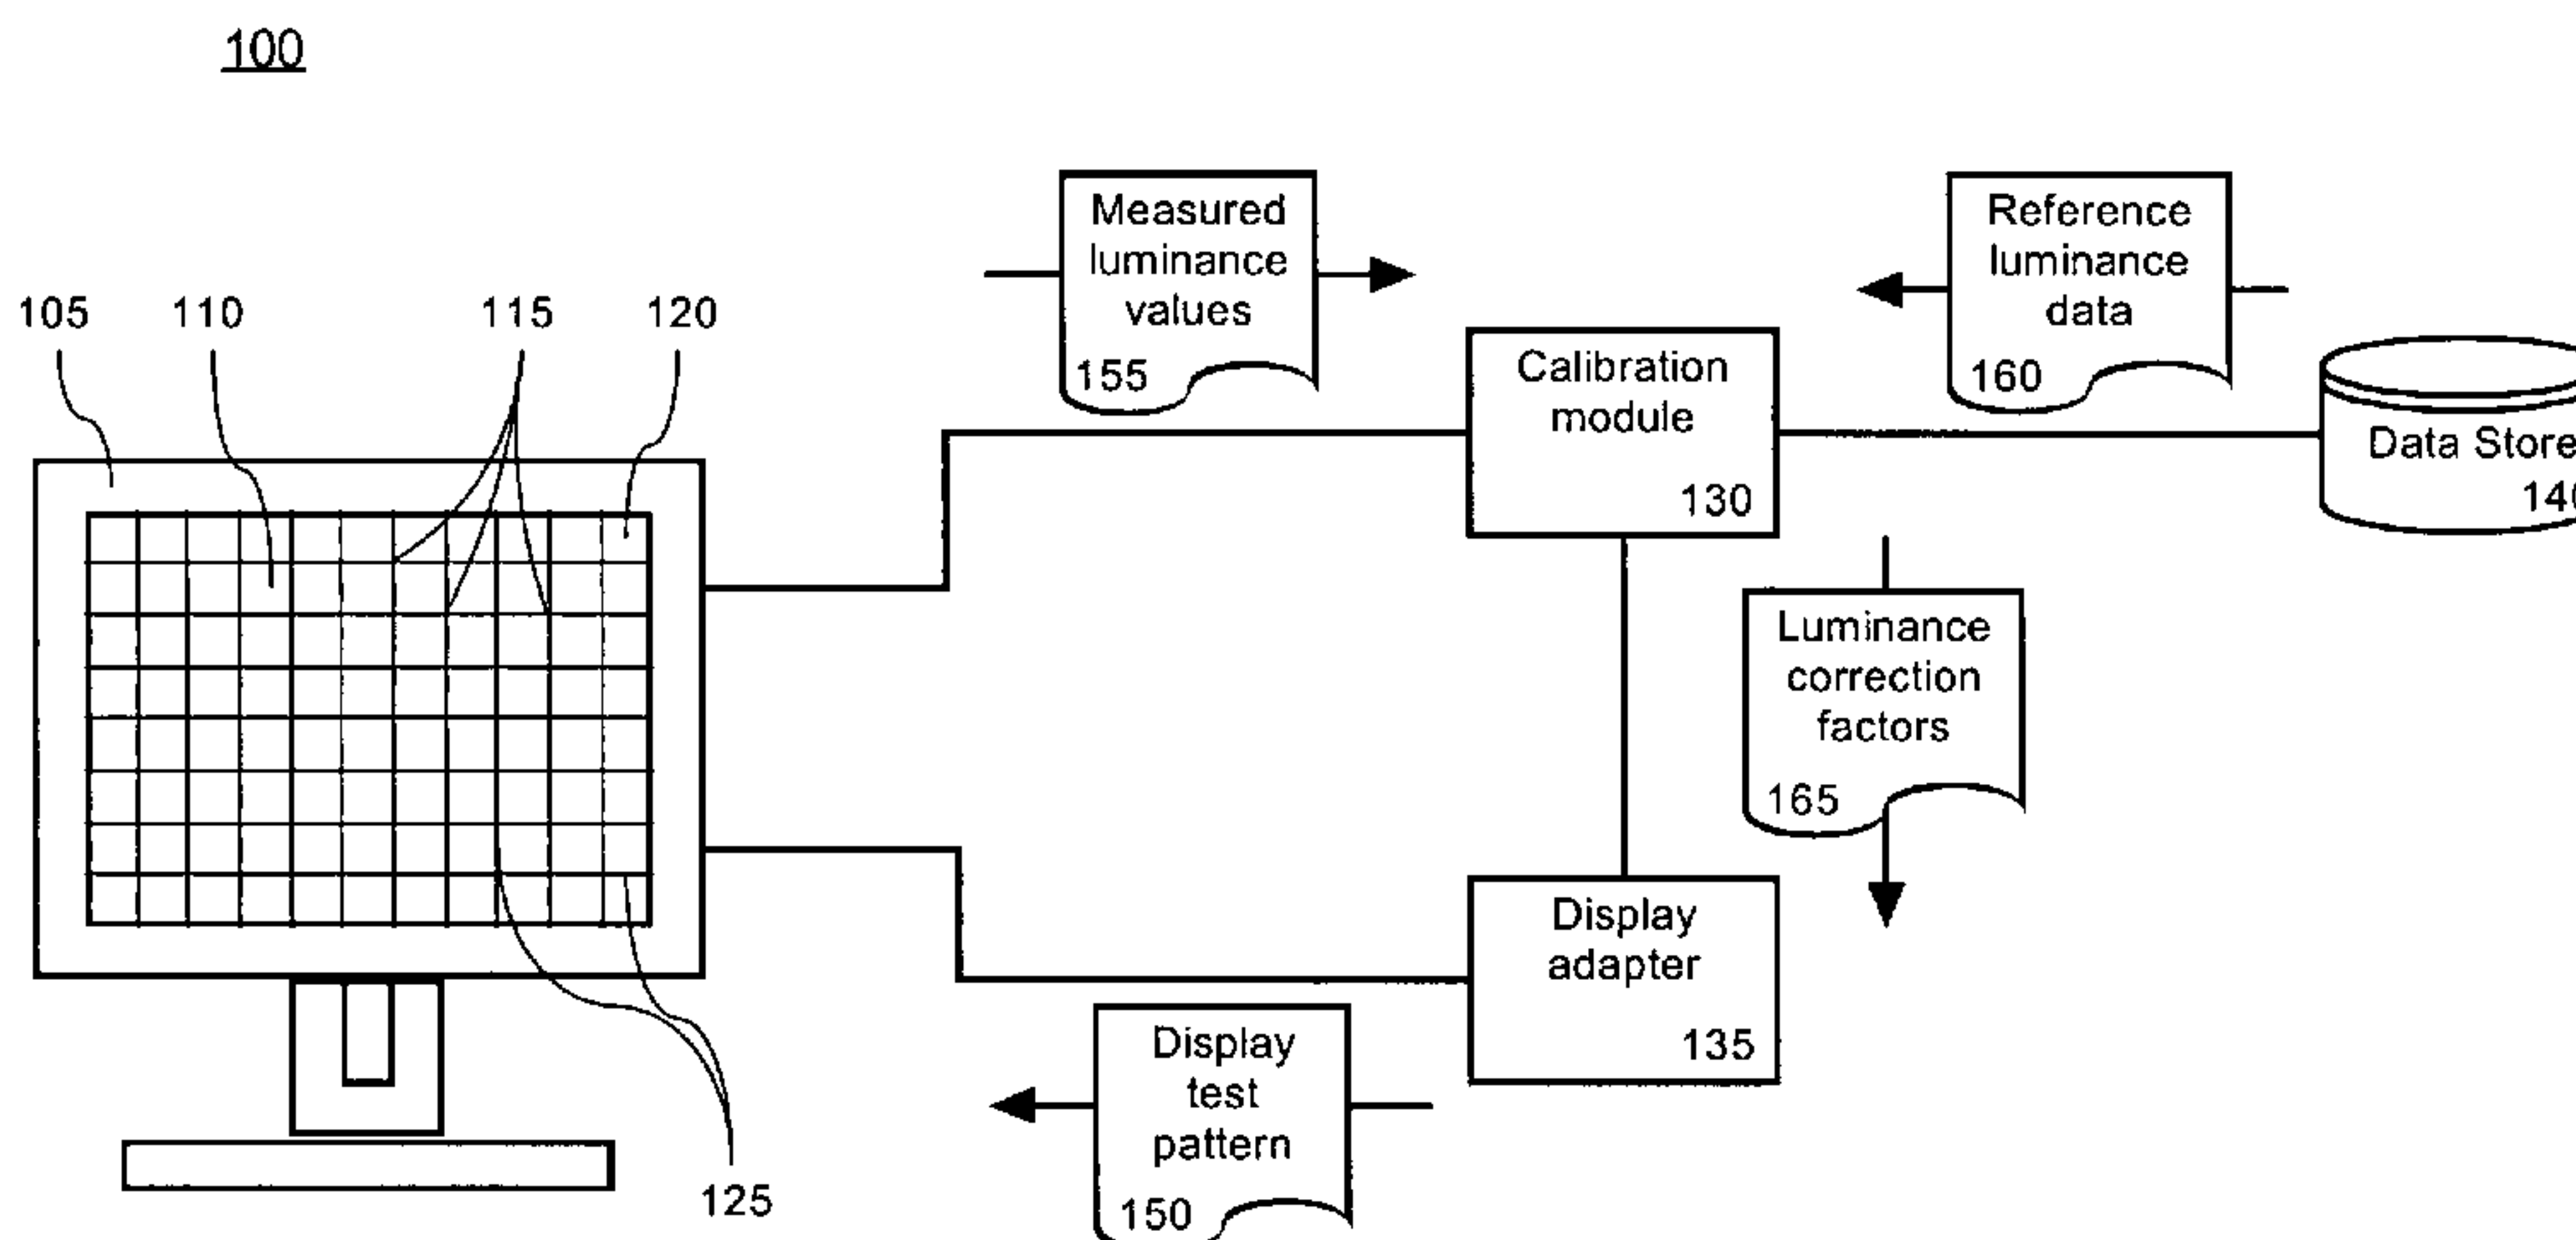 100
Measured
luminance
values
155
Reference
luminance
data
160
105
110
115
120
Calibration
module
130
Data Store
Luminance
correction
factors
165
Display
adapter
135
Display
test
pattern
150
125